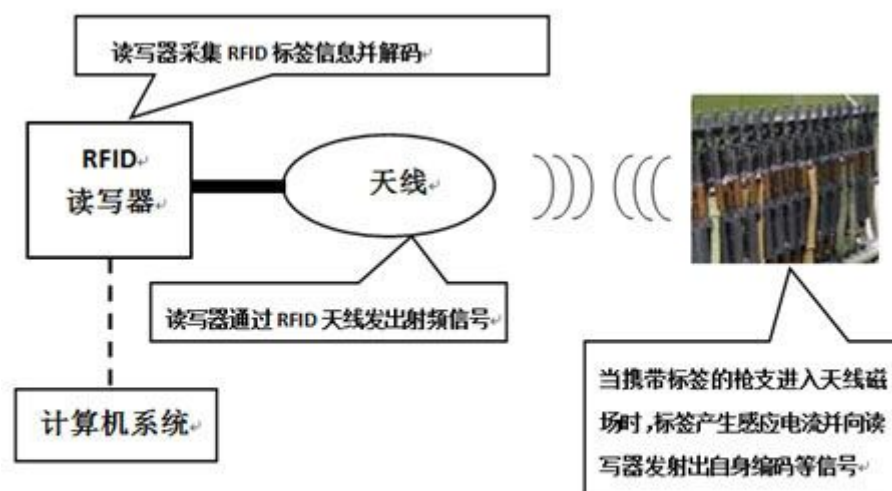 读写器采集 RFID 标签信息并解码
RFID
读写器
天线
读写器通过 RFID 天线发出射频信号
计算机系统
当携带标签的枪支进入天线磁
场时,标签产生感应电流并向读
写器发射出自身编码等信号